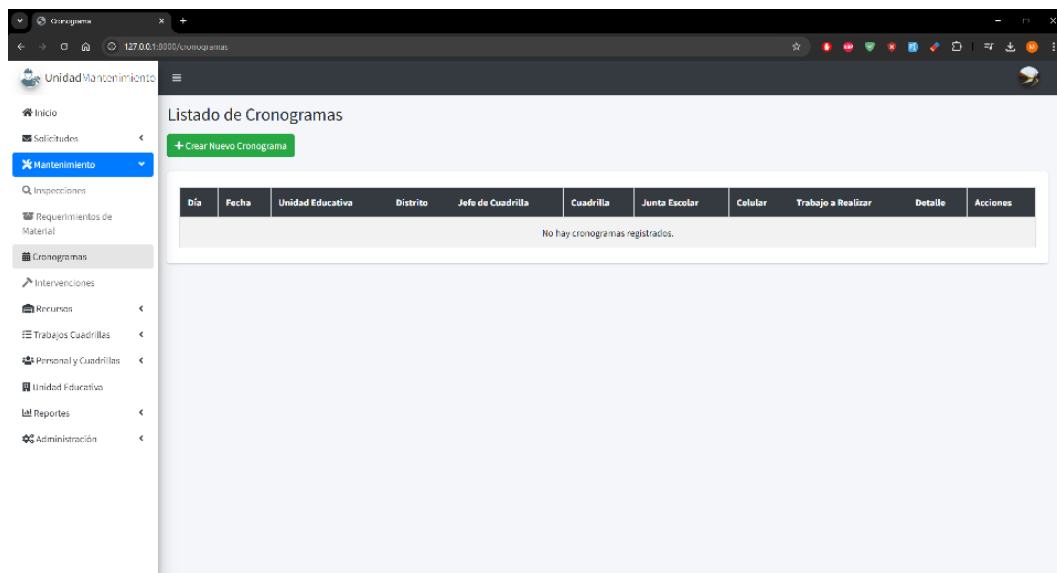 Cronograma
127.0.0.1:8000/cronogramas
UnidadMantenimiento
Inicio
Solicitudes
Mantenimiento
Inspecciones
Requerimientos de
Material
Cronogramas
Intervenciones
Recursos
Trabajos Cuadrillas
Personal y Cuadrillas
Unidad Educativa
Reportes
Administración
Listado de Cronogramas
+ Crear Nuevo Cronograma
Día Fecha Unidad Educativa Distrito Jefe de Cuadrilla Cuadrilla Junta Escolar Celular Trabajo a Realizar Detalle Acciones
No hay cronogramas registrados.